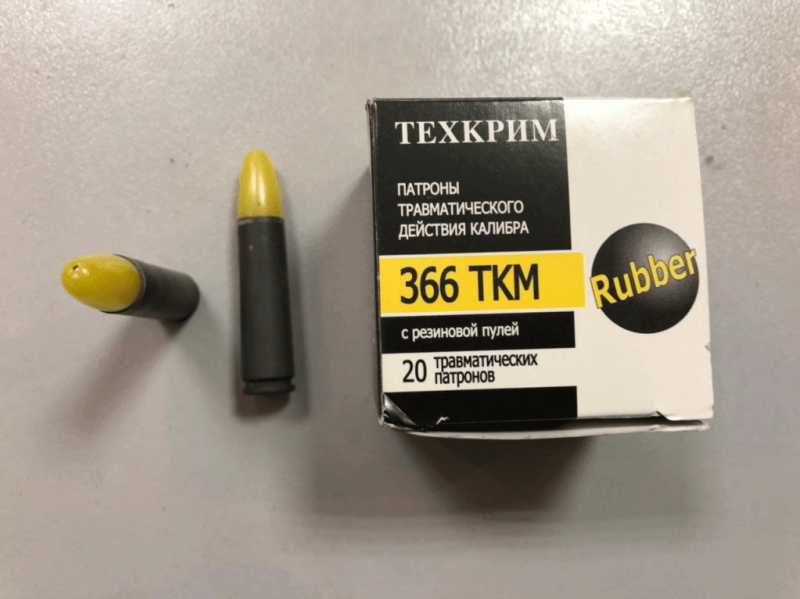 ТЕХКРИМ
ПАТРОНЫ
ТРАВМАТИЧЕСКОГО
ДЕЙСТВИЯ КАЛИБРА
366 ТКМ
Rubber
с резиновой пулей
20 травматических
патронов